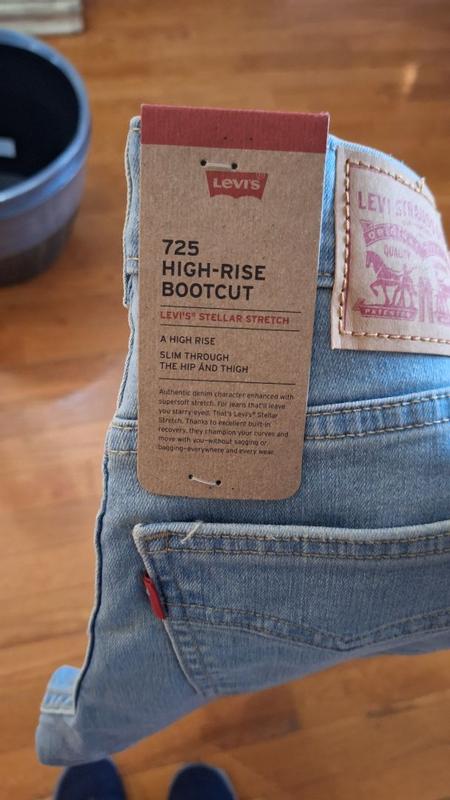 LEVI'S
725
HIGH-RISE
BOOTCUT
LEVI'S® STELLAR STRETCH
A HIGH RISE
SLIM THROUGH
THE HIP AND THIGH
Authentic denim character enhanced with
supersoft stretch. For jeans that'll leave
you starry eyed. That's Levi's® Stellar
Stretch. Thanks to excellent built-in
recovery, they champion your curves and
move with you—without sagging or
bagging—everywhere and every wear.
LEVI STRAUSS
QUALITY
PATENTED